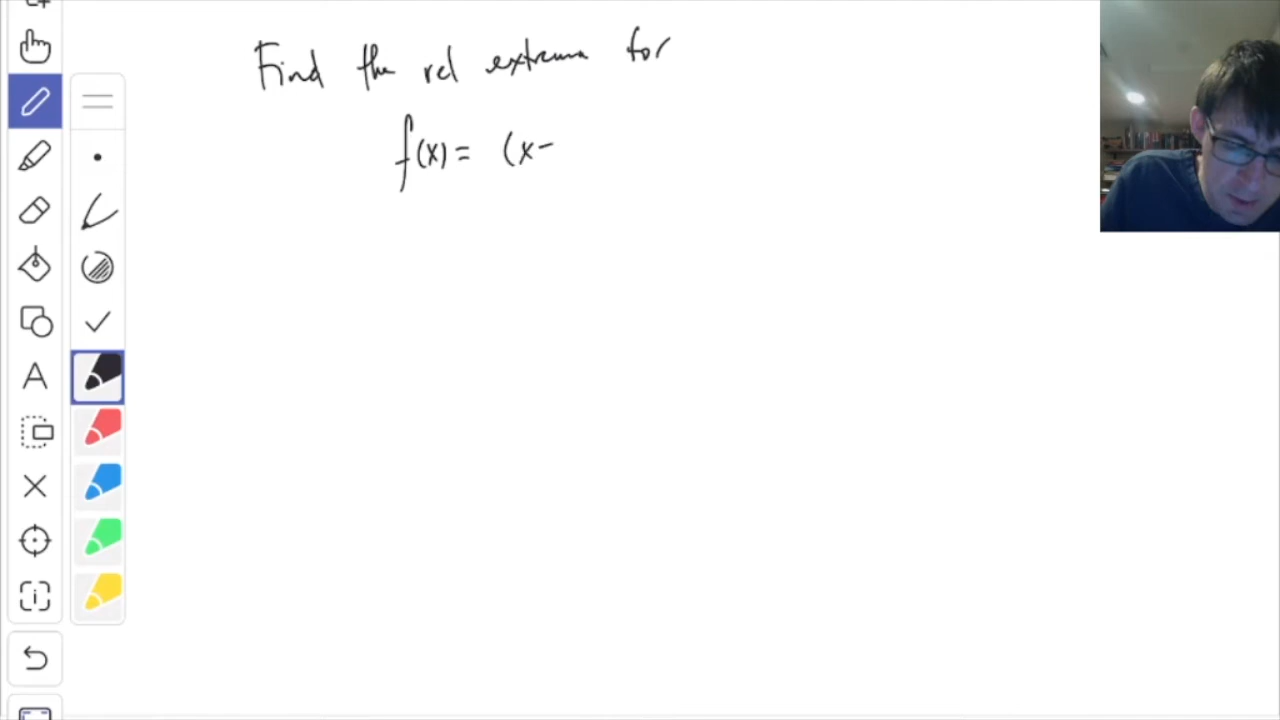 Find the rel extrema for
f(x) = (x-
A